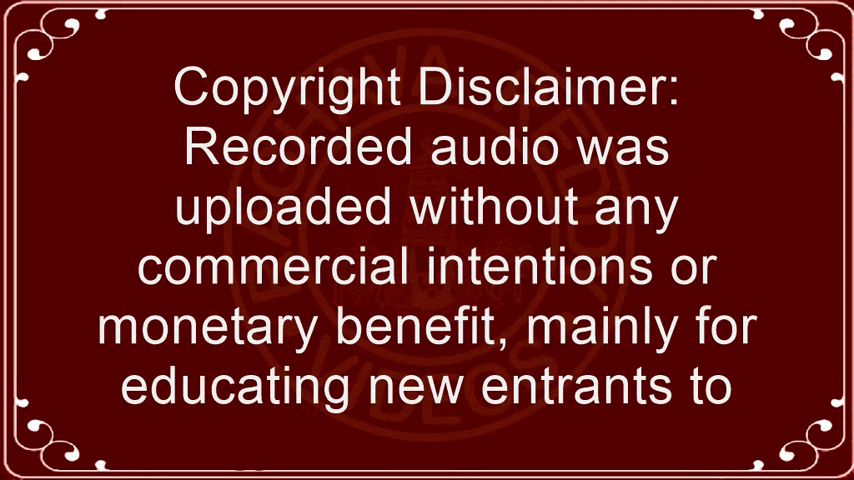 Copyright Disclaimer:
Recorded audio was
uploaded without any
commercial intentions or
monetary benefit, mainly for
educating new entrants to